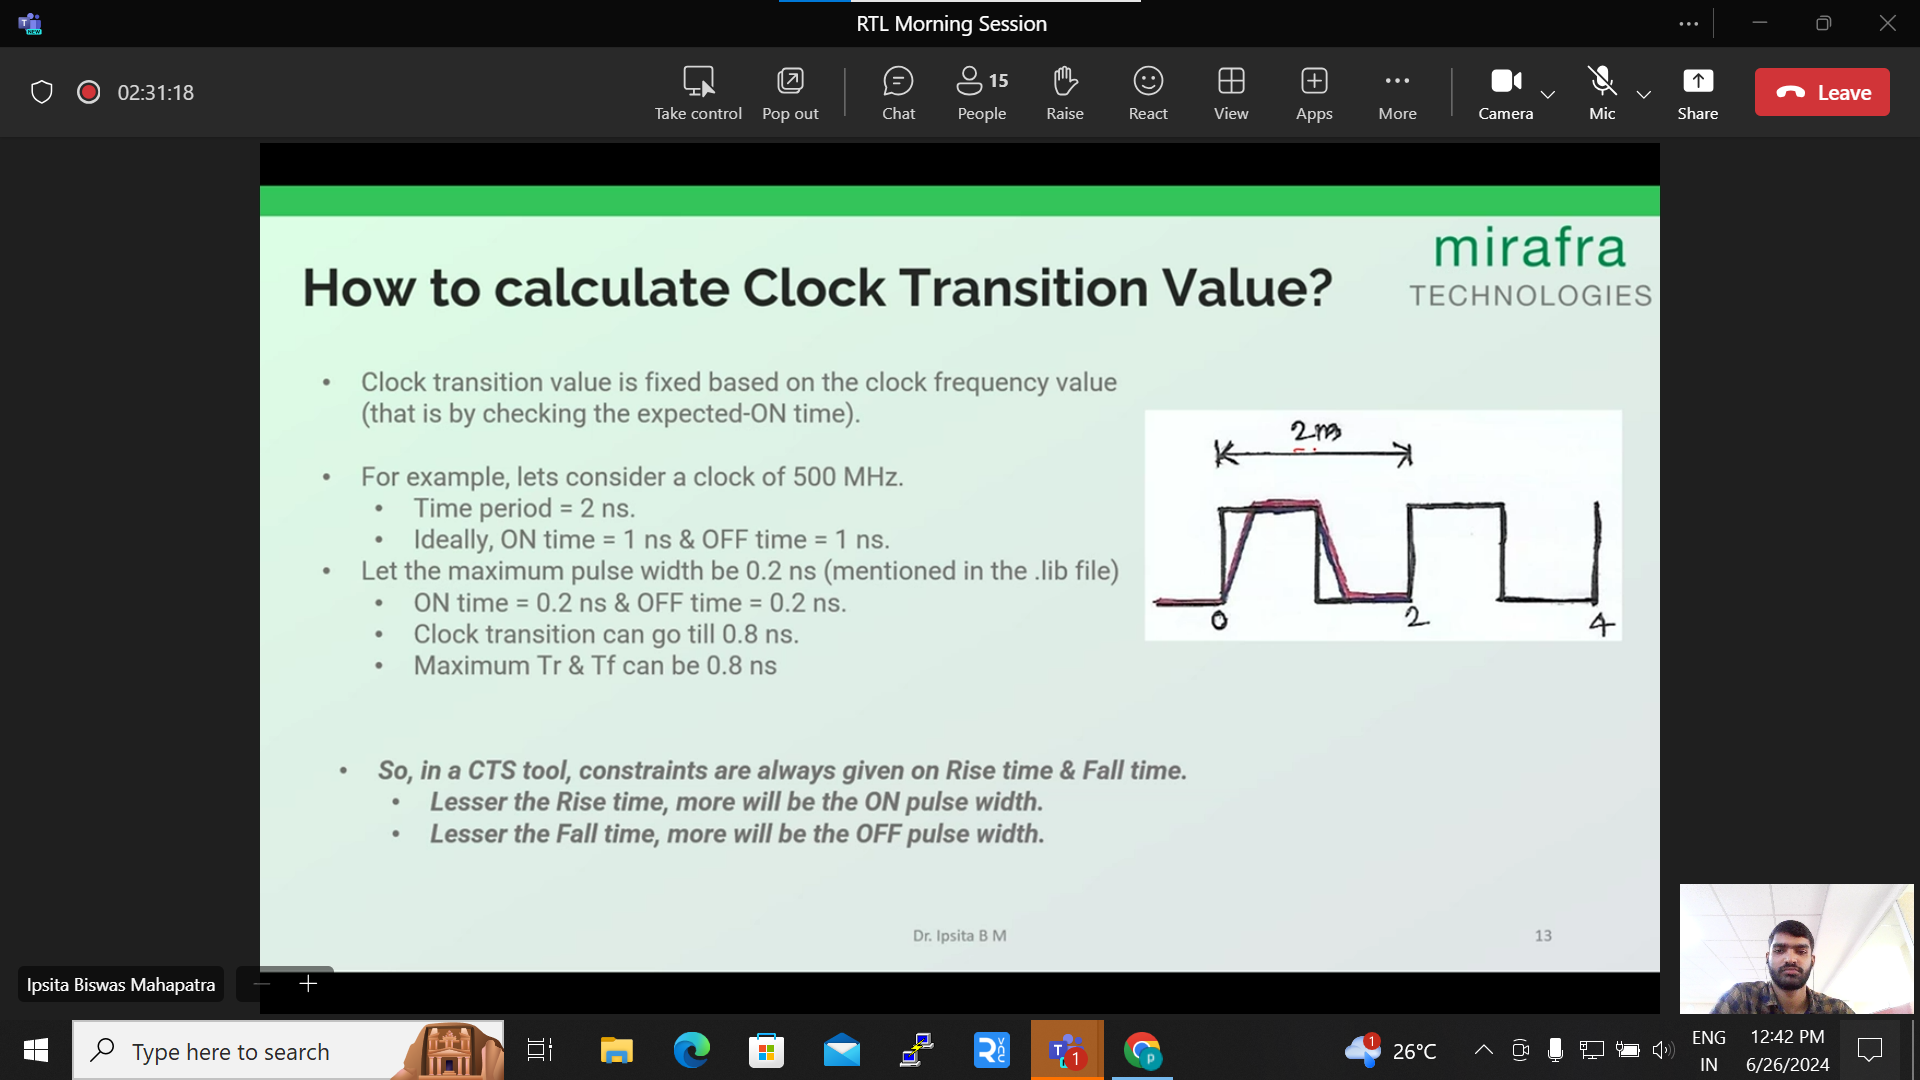 RTL Morning Session
02:31:18
Take control
Pop out
Chat
15
People
Raise
React
View
Apps
More
Camera
Mic
Share
Leave
mirafra
TECHNOLOGIES
How to calculate Clock Transition Value?
• Clock transition value is fixed based on the clock frequency value
(that is by checking the expected-ON time).
• For example, lets consider a clock of 500 MHz.
• Time period = 2 ns.
• Ideally, ON time = 1 ns & OFF time = 1 ns.
• Let the maximum pulse width be 0.2 ns (mentioned in the .lib file)
• ON time = 0.2 ns & OFF time = 0.2 ns.
• Clock transition can go till 0.8 ns.
• Maximum Tr & Tf can be 0.8 ns
2ns
0 2 4
• So, in a CTS tool, constraints are always given on Rise time & Fall time.
• Lesser the Rise time, more will be the ON pulse width.
• Lesser the Fall time, more will be the OFF pulse width.
Dr. Ipsita B M
13
Ipsita Biswas Mahapatra
Type here to search
1
1
26°C
ENG
IN
12:42 PM
6/26/2024